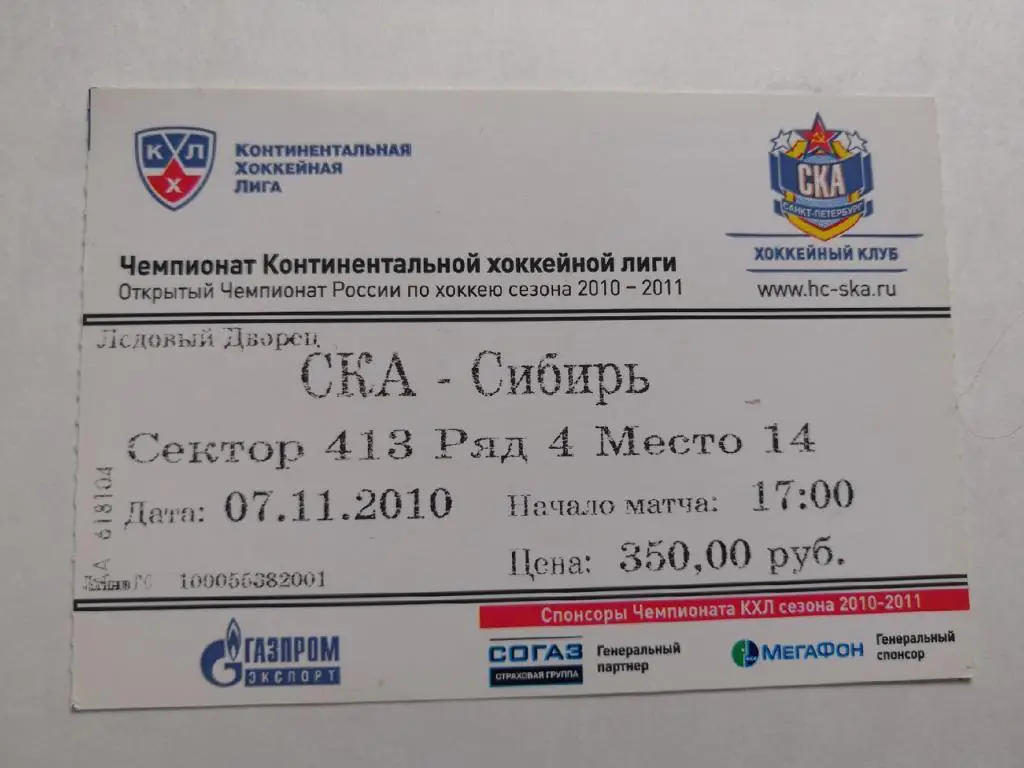 КХЛ
Континентальная
Хоккейная
Лига
СКА
САНКТ-ПЕТЕРБУРГ
ХОККЕЙНЫЙ КЛУБ
www.hc-ska.ru
Чемпионат Континентальной хоккейной лиги
Открытый Чемпионат России по хоккею сезона 2010 – 2011
Ледовый Дворец
СКА - Сибирь
Сектор 413 Ряд 4 Место 14
Дата: 07.11.2010 Начало матча: 17:00
Цена: 350,00 руб.
618104
100055382001
Спонсоры Чемпионата КХЛ сезона 2010-2011
ГАЗПРОМ
ЭКСПОРТ
СОГАЗ
СТРАХОВАЯ ГРУППА
Генеральный
партнер
МЕГАФОН
Генеральный
спонсор